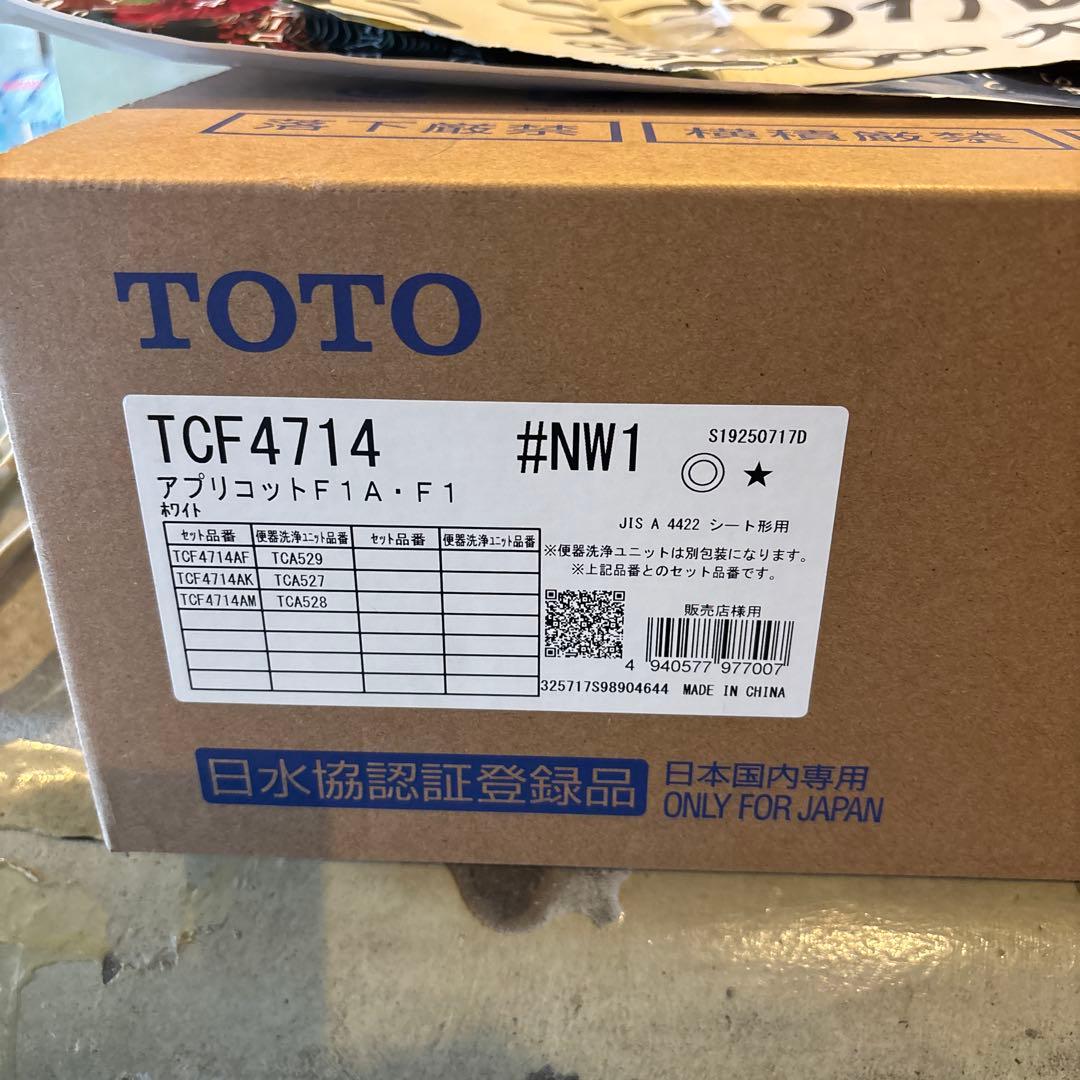 落下厳禁 横積厳禁
TOTO
TCF4714 #NW1 S19250717D
アプリコットF1A・F1 ★
ホワイト
JIS A 4422 シート形用
セット品番 便器洗浄ユニット品番 セット品番 便器洗浄ユニット品番
TCF4714AF TCA529
TCF4714AK TCA527
TCF4714AM TCA528
※便器洗浄ユニットは別包装になります。
※上記品番とのセット品番です。
販売店様用
4 940577 977007
325717S98904644 MADE IN CHINA
日水協認証登録品
日本国内専用
ONLY FOR JAPAN